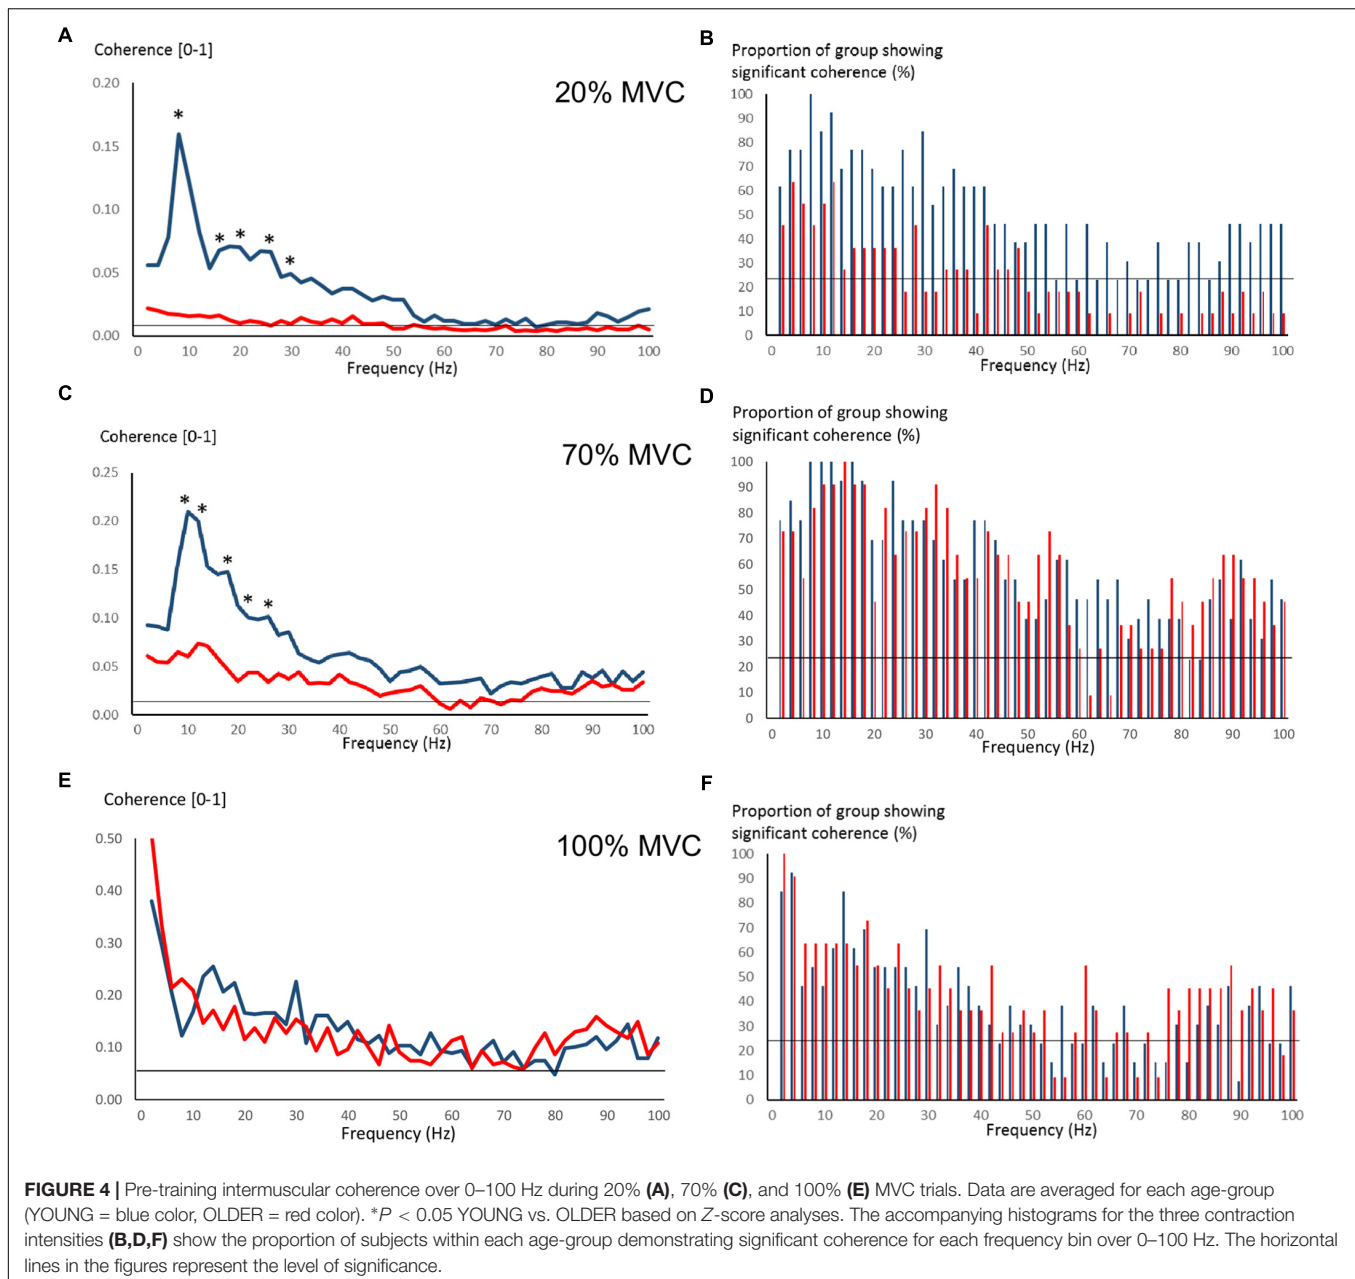 A
Coherence [0-1]
20% MVC
0.20
0.15
0.10
0.05
0.00
*
* * * *
0 10 20 30 40 50 60 70 80 90 100
Frequency (Hz)
B
Proportion of group showing
significant coherence (%)
100
90
80
70
60
50
40
30
20
10
0
0 10 20 30 40 50 60 70 80 90 100
Frequency (Hz)
C
Coherence [0-1]
70% MVC
0.25
0.20
0.15
0.10
0.05
0.00
* *
*
* *
0 10 20 30 40 50 60 70 80 90 100
Frequency (Hz)
D
Proportion of group showing
significant coherence (%)
100
90
80
70
60
50
40
30
20
10
0
0 10 20 30 40 50 60 70 80 90 100
Frequency (Hz)
E
Coherence [0-1]
100% MVC
0.50
0.40
0.30
0.20
0.10
0.00
0 10 20 30 40 50 60 70 80 90 100
Frequency (Hz)
F
Proportion of group showing
significant coherence (%)
100
90
80
70
60
50
40
30
20
10
0
0 10 20 30 40 50 60 70 80 90 100
Frequency (Hz)
FIGURE 4 | Pre-training intermuscular coherence over 0–100 Hz during 20% (A), 70% (C), and 100% (E) MVC trials. Data are averaged for each age-group
(YOUNG = blue color, OLDER = red color). *P < 0.05 YOUNG vs. OLDER based on Z-score analyses. The accompanying histograms for the three contraction
intensities (B,D,F) show the proportion of subjects within each age-group demonstrating significant coherence for each frequency bin over 0–100 Hz. The horizontal
lines in the figures represent the level of significance.